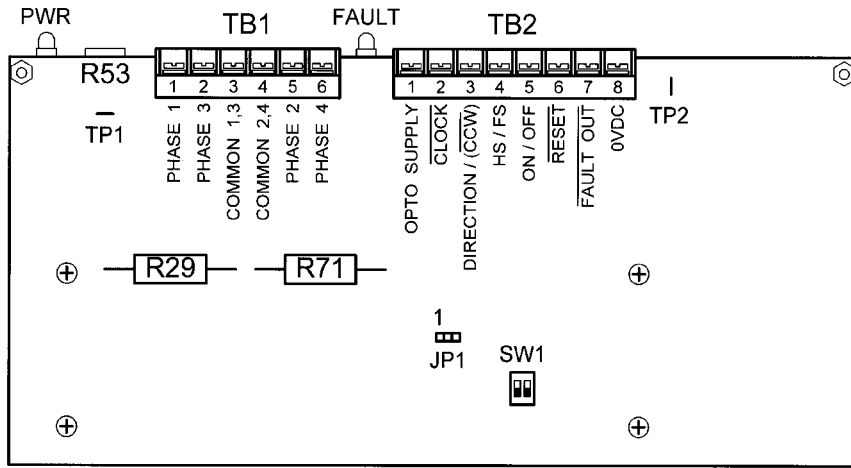 PWR
FAULT
TB1
TB2
R53
1 2 3 4 5 6
1 2 3 4 5 6 7 8
TP1
TP2
PHASE 1
PHASE 3
COMMON 1,3
COMMON 2,4
PHASE 2
PHASE 4
OPTO SUPPLY
CLOCK
DIRECTION / (CCW)
HS / FS
ON / OFF
RESET
FAULT OUT
0VDC
R29
R71
1
JP1
SW1